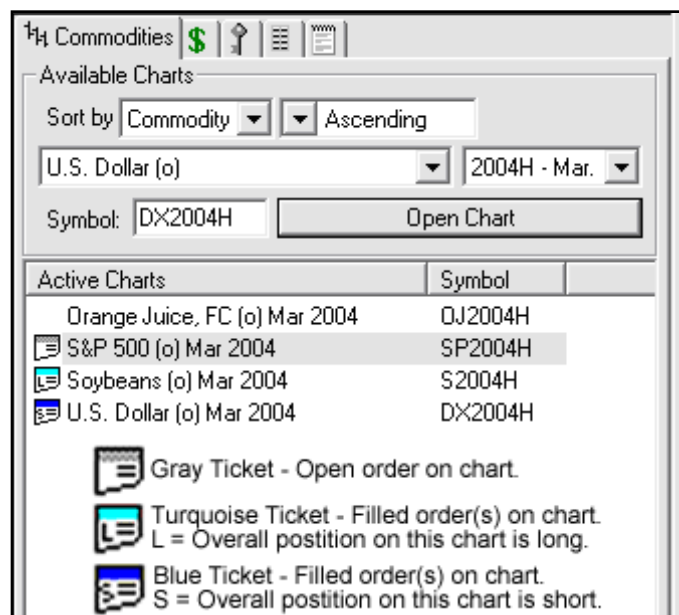 Commodities $
Available Charts
Sort by Commodity Ascending
U.S. Dollar (o) 2004H - Mar.
Symbol: DX2004H Open Chart
Active Charts Symbol
Orange Juice, FC (o) Mar 2004 OJ2004H
S&P 500 (o) Mar 2004 SP2004H
L Soybeans (o) Mar 2004 S2004H
S U.S. Dollar (o) Mar 2004 DX2004H
Gray Ticket - Open order on chart.
L Turquoise Ticket - Filled order(s) on chart.
L = Overall postition on this chart is long.
S Blue Ticket - Filled order(s) on chart.
S = Overall postition on this chart is short.